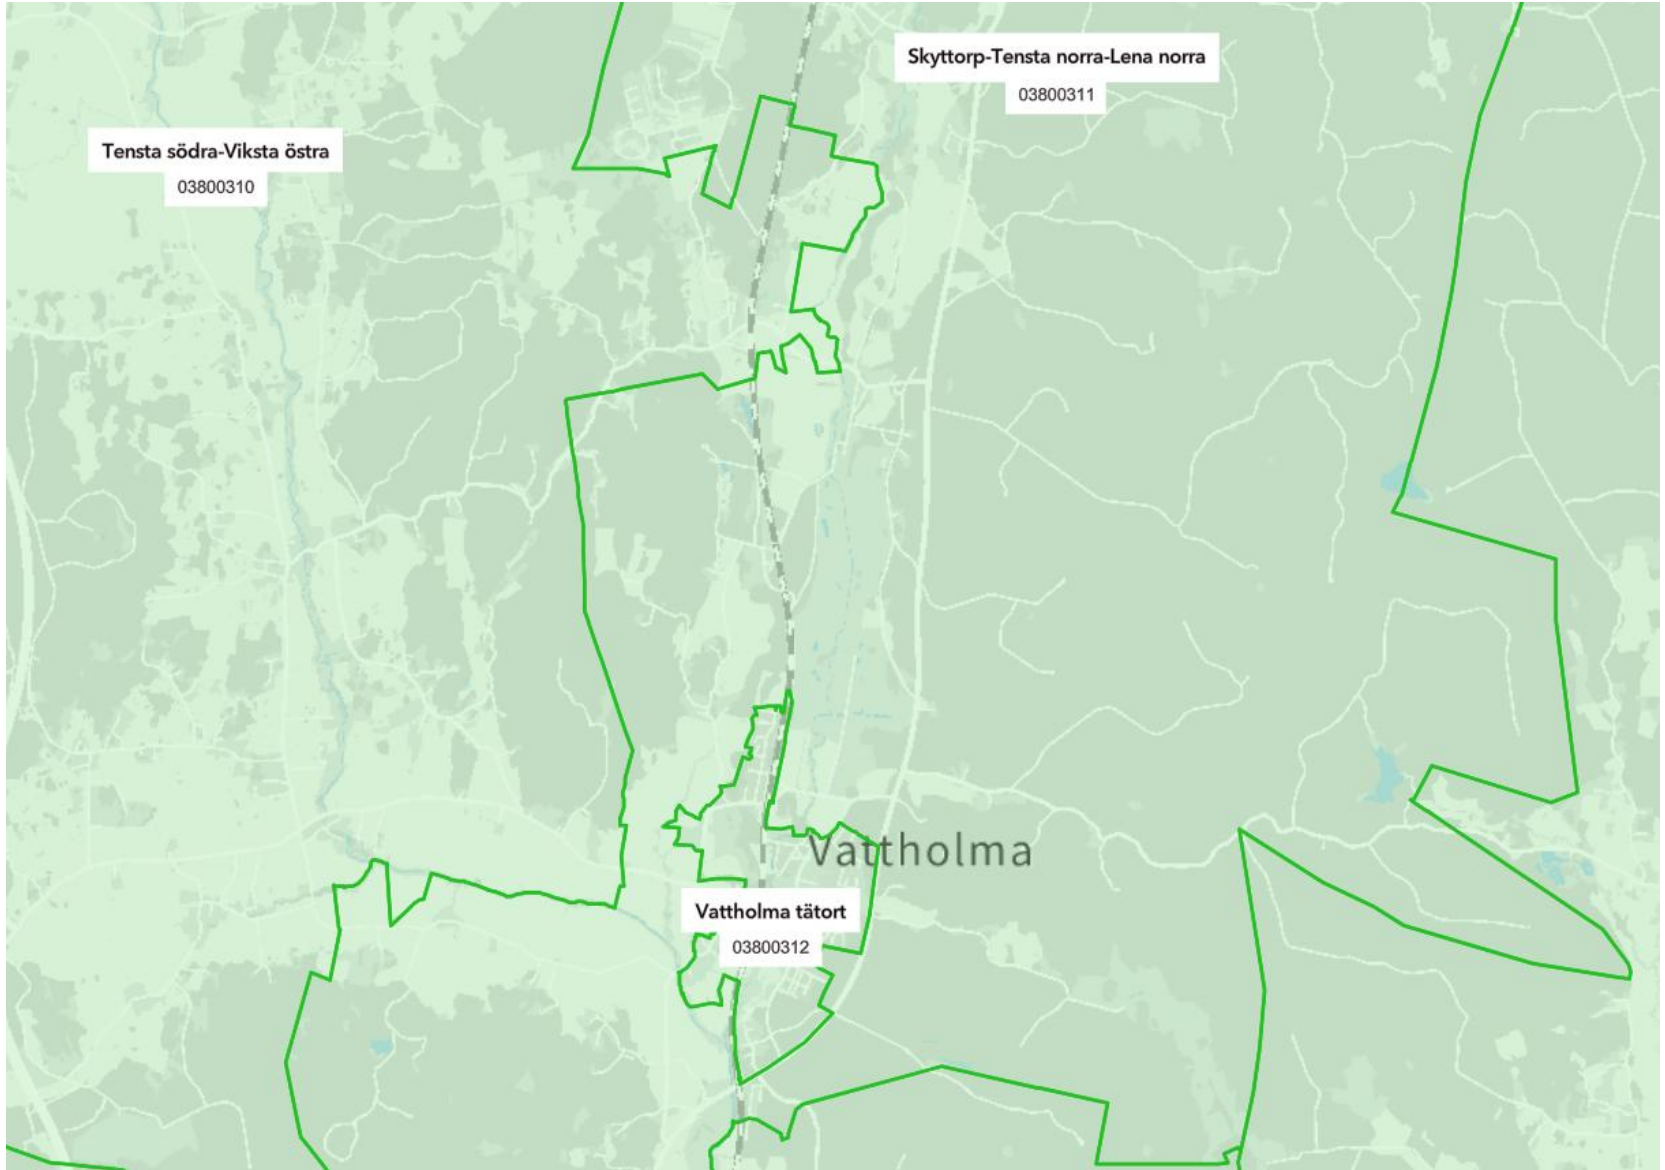 Skyttorp-Tensta norra-Lena norra
03800311
Tensta södra-Viksta östra
03800310
Vattholma
Vattholma tätort
03800312